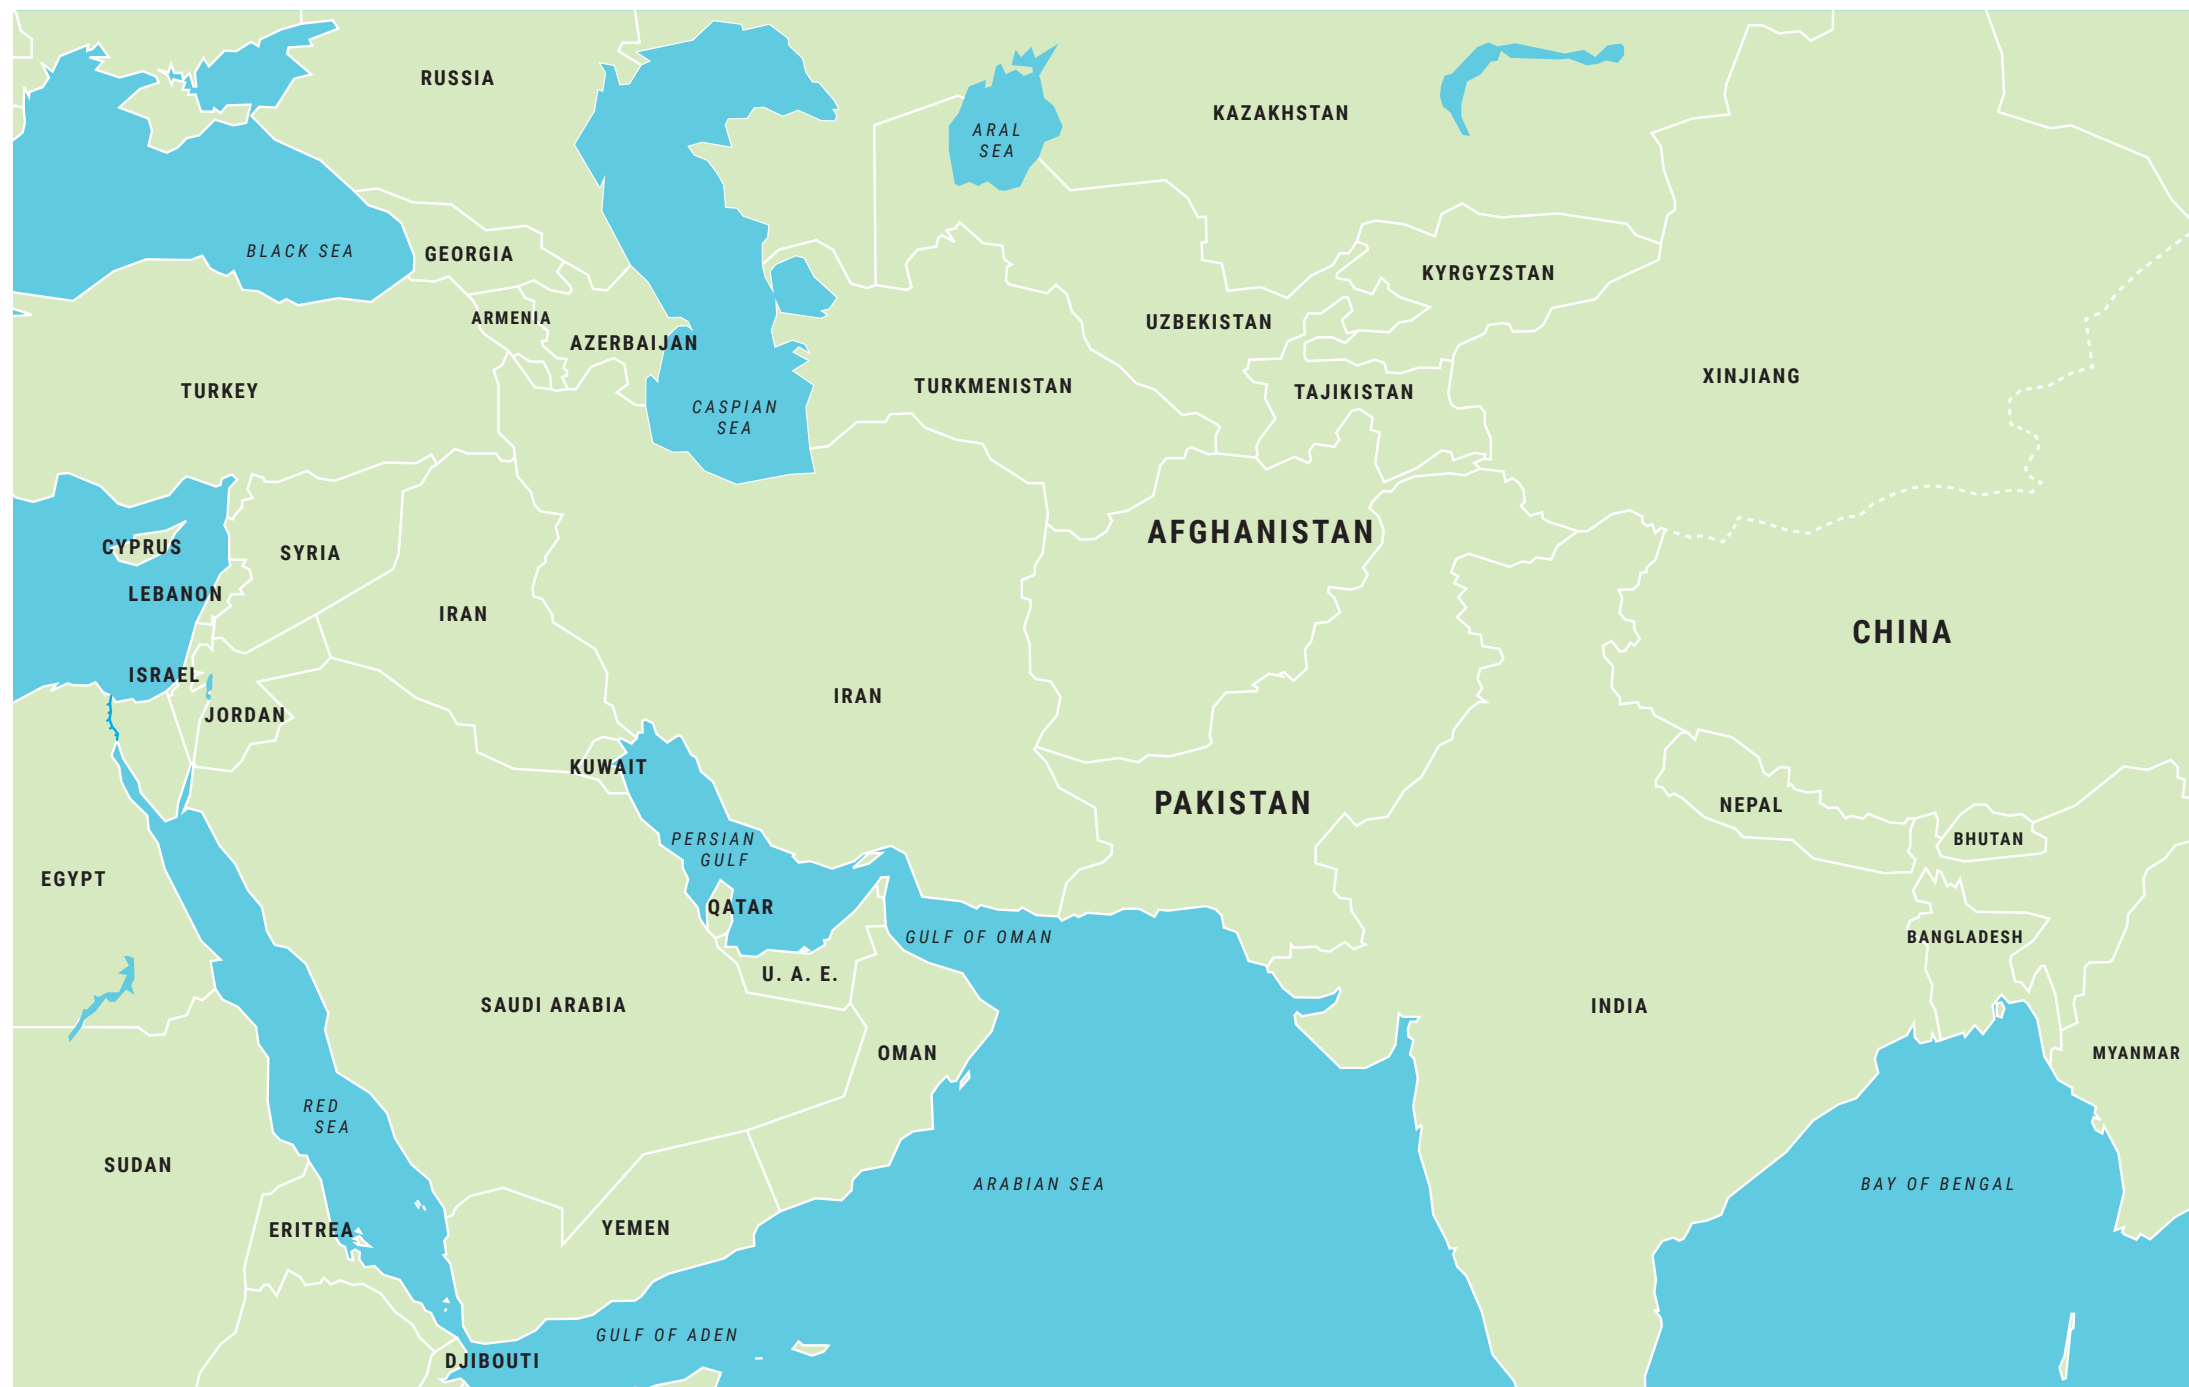 RUSSIA
KAZAKHSTAN
ARAL
SEA
BLACK SEA
GEORGIA
KYRGYZSTAN
ARMENIA
UZBEKISTAN
AZERBAIJAN
XINJIANG
TURKEY
TURKMENISTAN
TAJIKISTAN
CASPIAN
SEA
AFGHANISTAN
CYPRUS
SYRIA
LEBANON
IRAN
CHINA
ISRAEL
IRAN
JORDAN
KUWAIT
PAKISTAN
NEPAL
PERSIAN
GULF
BHUTAN
EGYPT
QATAR
GULF OF OMAN
BANGLADESH
U. A. E.
SAUDI ARABIA
INDIA
OMAN
MYANMAR
RED
SEA
SUDAN
ARABIAN SEA
BAY OF BENGAL
ERITREA
YEMEN
GULF OF ADEN
DJIBOUTI